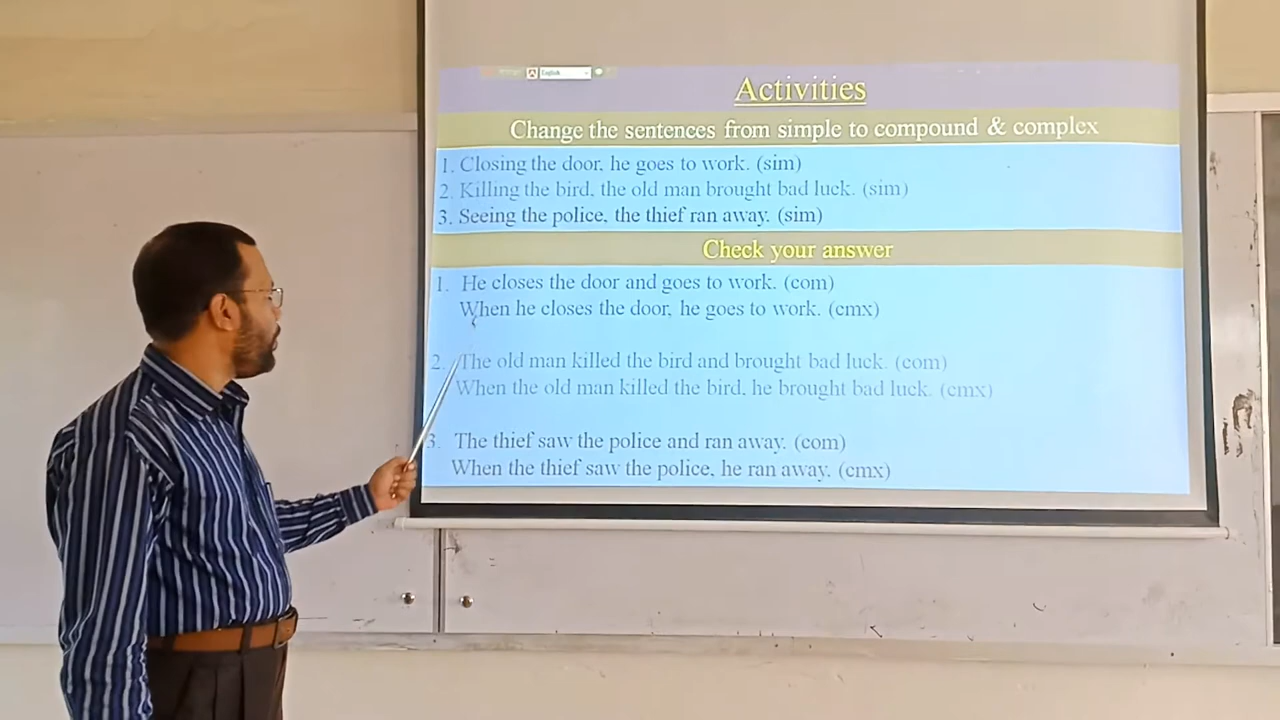 English
Activities
Change the sentences from simple to compound & complex
1. Closing the door, he goes to work. (sim)
2. Killing the bird, the old man brought bad luck. (sim)
3. Seeing the police, the thief ran away. (sim)
Check your answer
1. He closes the door and goes to work. (com)
When he closes the door, he goes to work. (cmx)
2. The old man killed the bird and brought bad luck. (com)
When the old man killed the bird, he brought bad luck. (cmx)
3. The thief saw the police and ran away. (com)
When the thief saw the police, he ran away. (cmx)